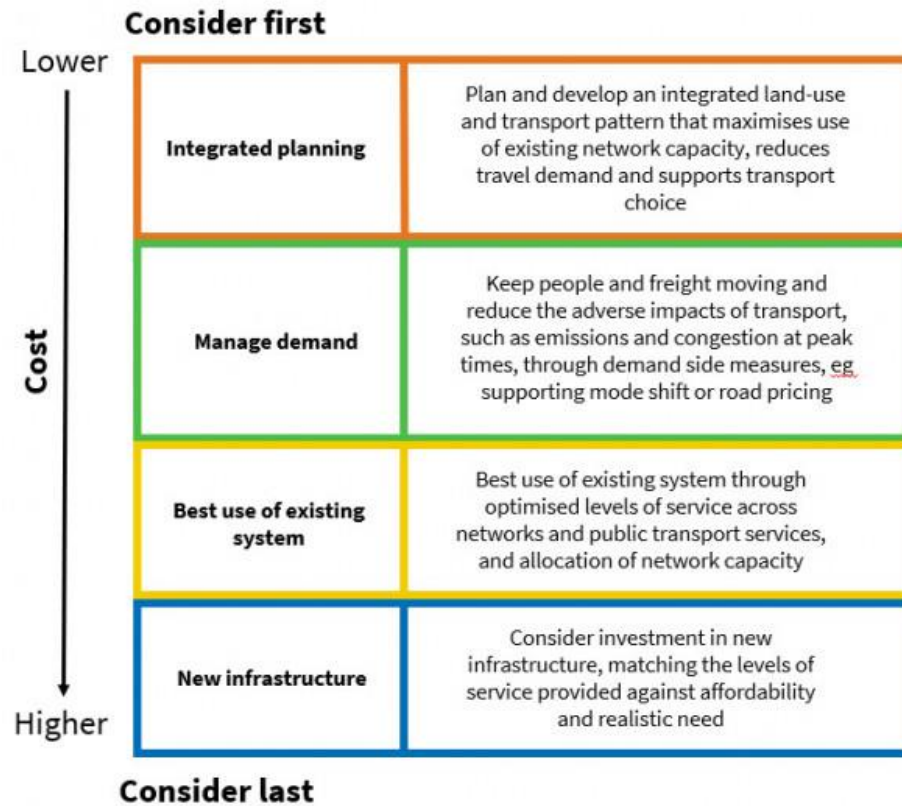 Consider first
Lower
Integrated planning
Plan and develop an integrated land-use
and transport pattern that maximises use
of existing network capacity, reduces
travel demand and supports transport
choice
Manage demand
Keep people and freight moving and
reduce the adverse impacts of transport,
such as emissions and congestion at peak
times, through demand side measures, eg
supporting mode shift or road pricing
Cost
Best use of existing
system
Best use of existing system through
optimised levels of service across
networks and public transport services,
and allocation of network capacity
New infrastructure
Consider investment in new
infrastructure, matching the levels of
service provided against affordability
and realistic need
Higher
Consider last